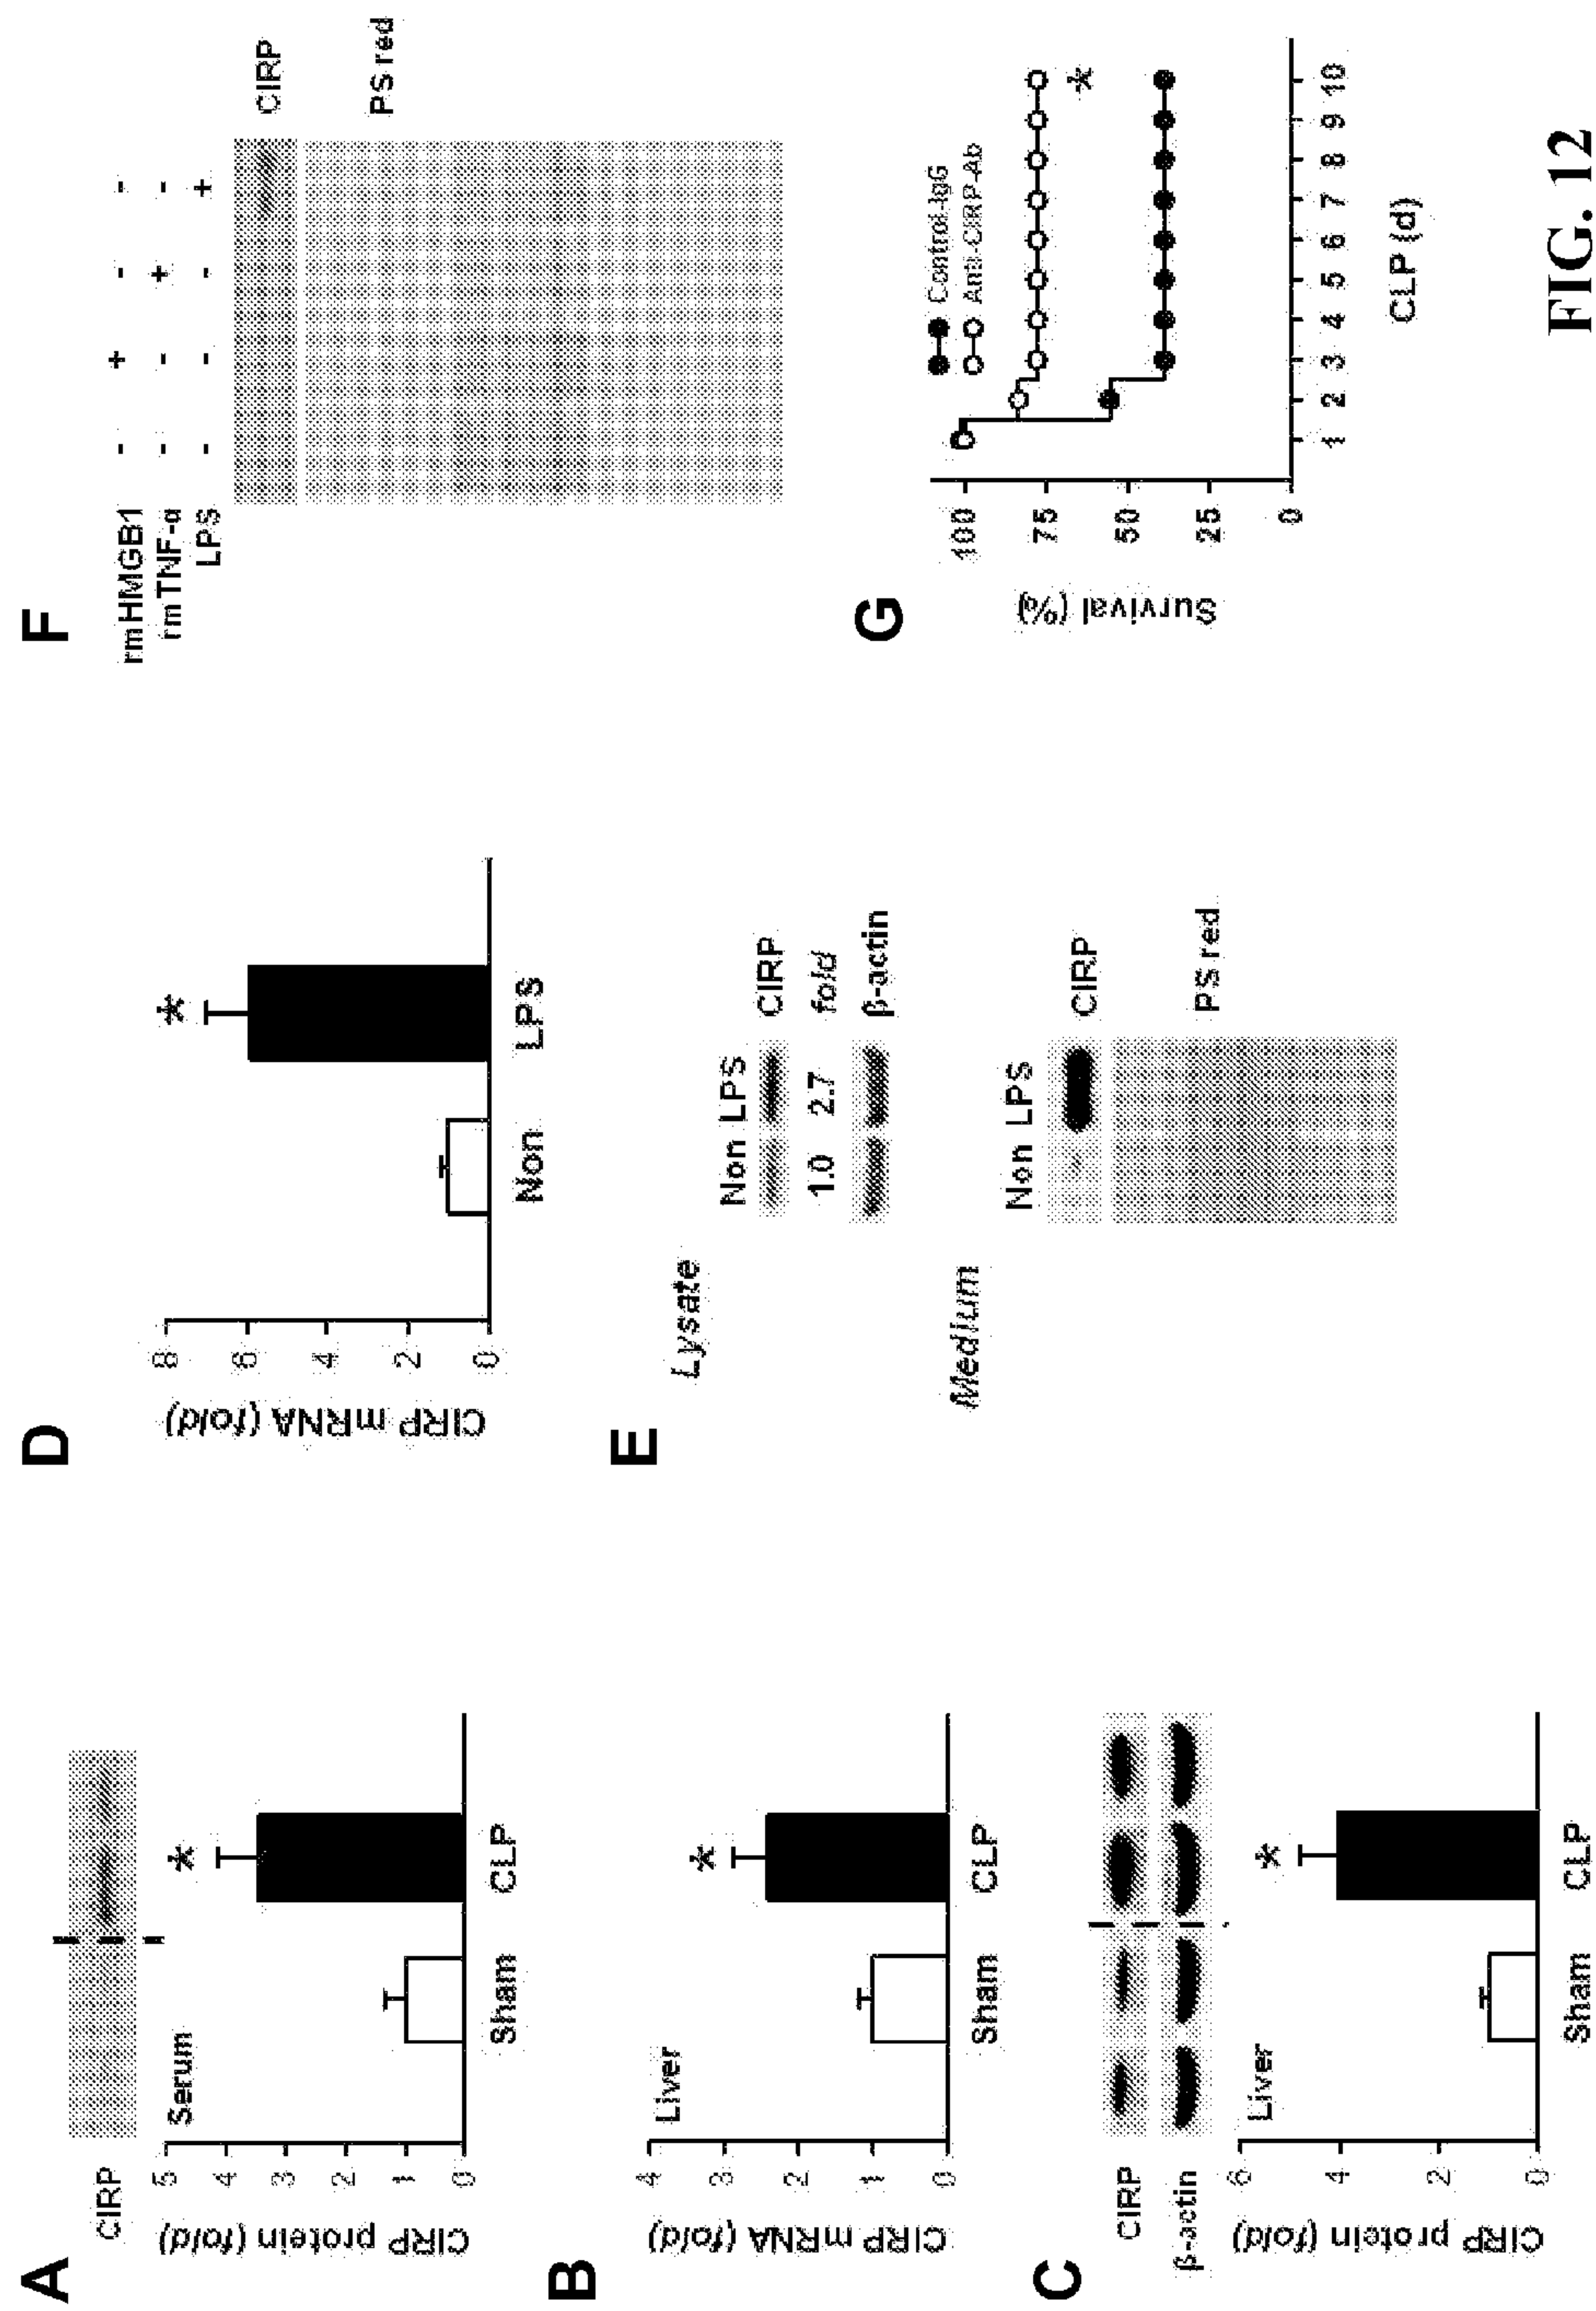 A
CIRP
Serum
CIRP protein (fold)
5
4
3
2
1
0
Sham CLP
*
B
Liver
CIRP mRNA (fold)
4
3
2
1
0
Sham CLP
*
C
CIRP
β-actin
Liver
CIRP protein (fold)
6
4
2
0
Sham CLP
*
D
CIRP mRNA (fold)
8
6
4
2
0
Non LPS
*
E
Lysate
Non LPS
CIRP
1.0 2.7 fold
β-actin
Medium
Non LPS
CIRP
PS red
F
rmHMGB1 - + - -
rmTNF-α - - + -
LPS - - - +
CIRP
PS red
G
Control-IgG
Anti-CIRP-Ab
Survival (%)
100
75
50
25
0
*
1 2 3 4 5 6 7 8 9 10
CLP (d)
FIG. 12